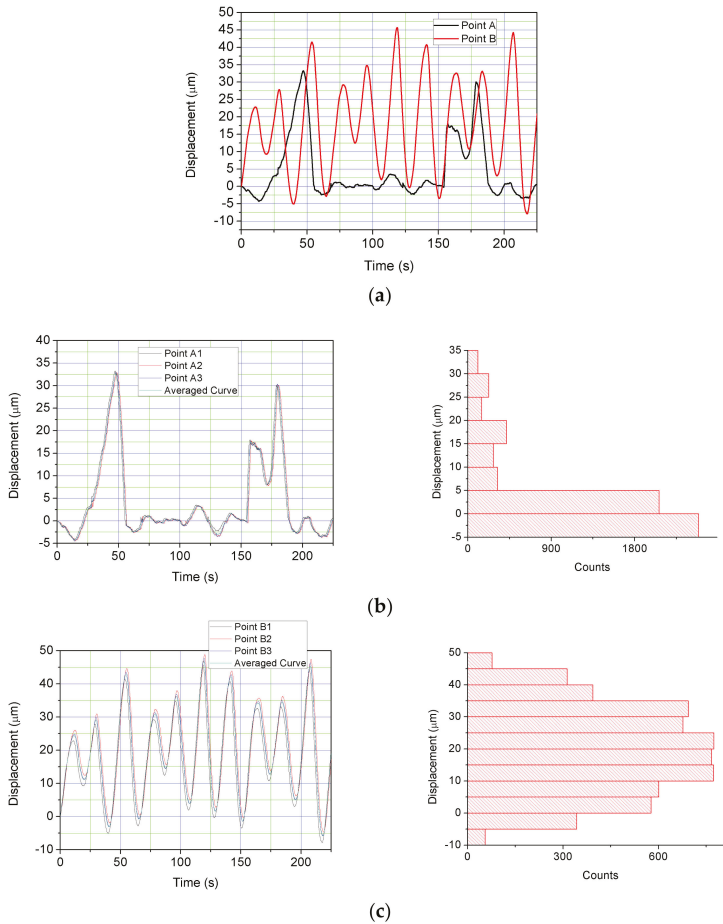 50
45
40
35
30
25
20
15
10
5
0
-5
-10
Displacement (μm)
Point A
Point B
0 50 100 150 200
Time (s)
(a)
40
35
30
25
20
15
10
5
0
-5
Displacement (μm)
Point A1
Point A2
Point A3
Averaged Curve
0 50 100 150 200
Time (s)
35
30
25
20
15
10
5
0
-5
Displacement (μm)
0 900 1800
Counts
(b)
Point B1
Point B2
Point B3
Averaged Curve
50
40
30
20
10
0
-10
Displacement (μm)
0 50 100 150 200
Time (s)
50
40
30
20
10
0
-10
Displacement (μm)
0 300 600
Counts
(c)